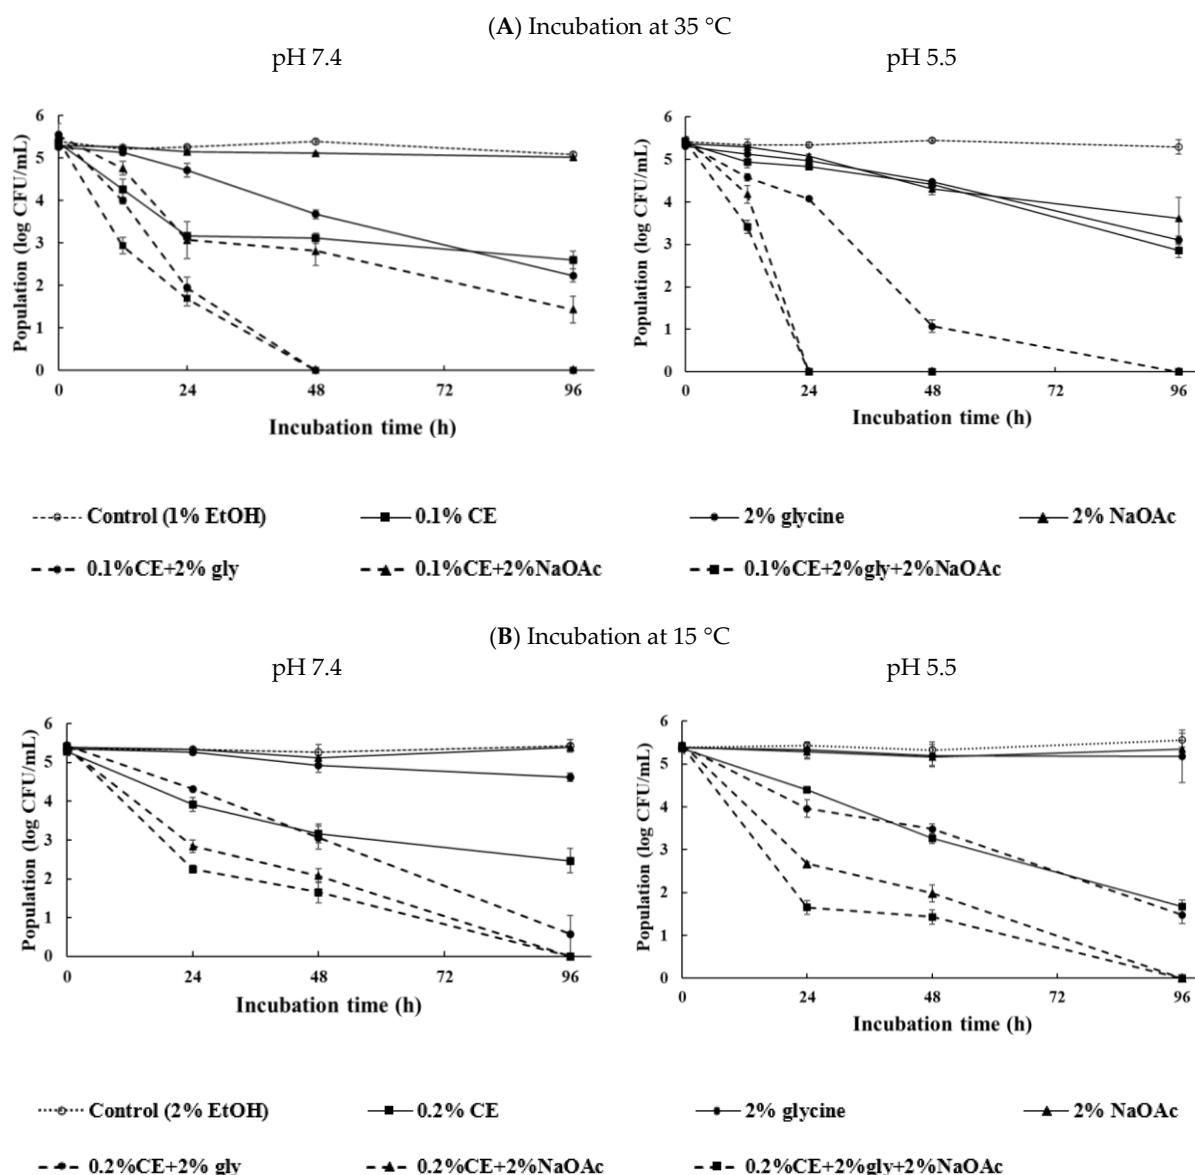 (A) Incubation at 35 °C
pH 7.4
pH 5.5
Population (log CFU/mL)
6
5
4
3
2
1
0
0
24
48
72
96
Incubation time (h)
Population (log CFU/mL)
6
5
4
3
2
1
0
0
24
48
72
96
Incubation time (h)
Control (1% EtOH)
0.1% CE
2% glycine
2% NaOAc
0.1%CE+2% gly
0.1%CE+2%NaOAc
0.1%CE+2%gly+2%NaOAc
(B) Incubation at 15 °C
pH 7.4
pH 5.5
Population (log CFU/mL)
6
5
4
3
2
1
0
0
24
48
72
96
Incubation time (h)
Population (log CFU/mL)
6
5
4
3
2
1
0
0
24
48
72
96
Incubation time (h)
Control (2% EtOH)
0.2% CE
2% glycine
2% NaOAc
0.2%CE+2% gly
0.2%CE+2%NaOAc
0.2%CE+2%gly+2%NaOAc